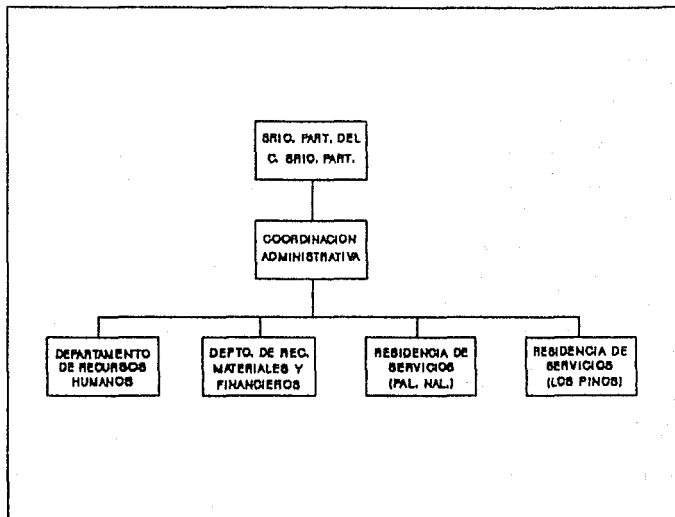 SRIO. PART. DEL
C. SRIO. PART.
COORDINACION
ADMINISTRATIVA
DEPARTAMENTO
DE RECURSOS
HUMANOS
DEPTO. DE REC.
MATERIALES Y
FINANCIEROS
RESIDENCIA DE
SERVICIOS
(PAL. NAL.)
RESIDENCIA DE
SERVICIOS
(LOS PINOS)